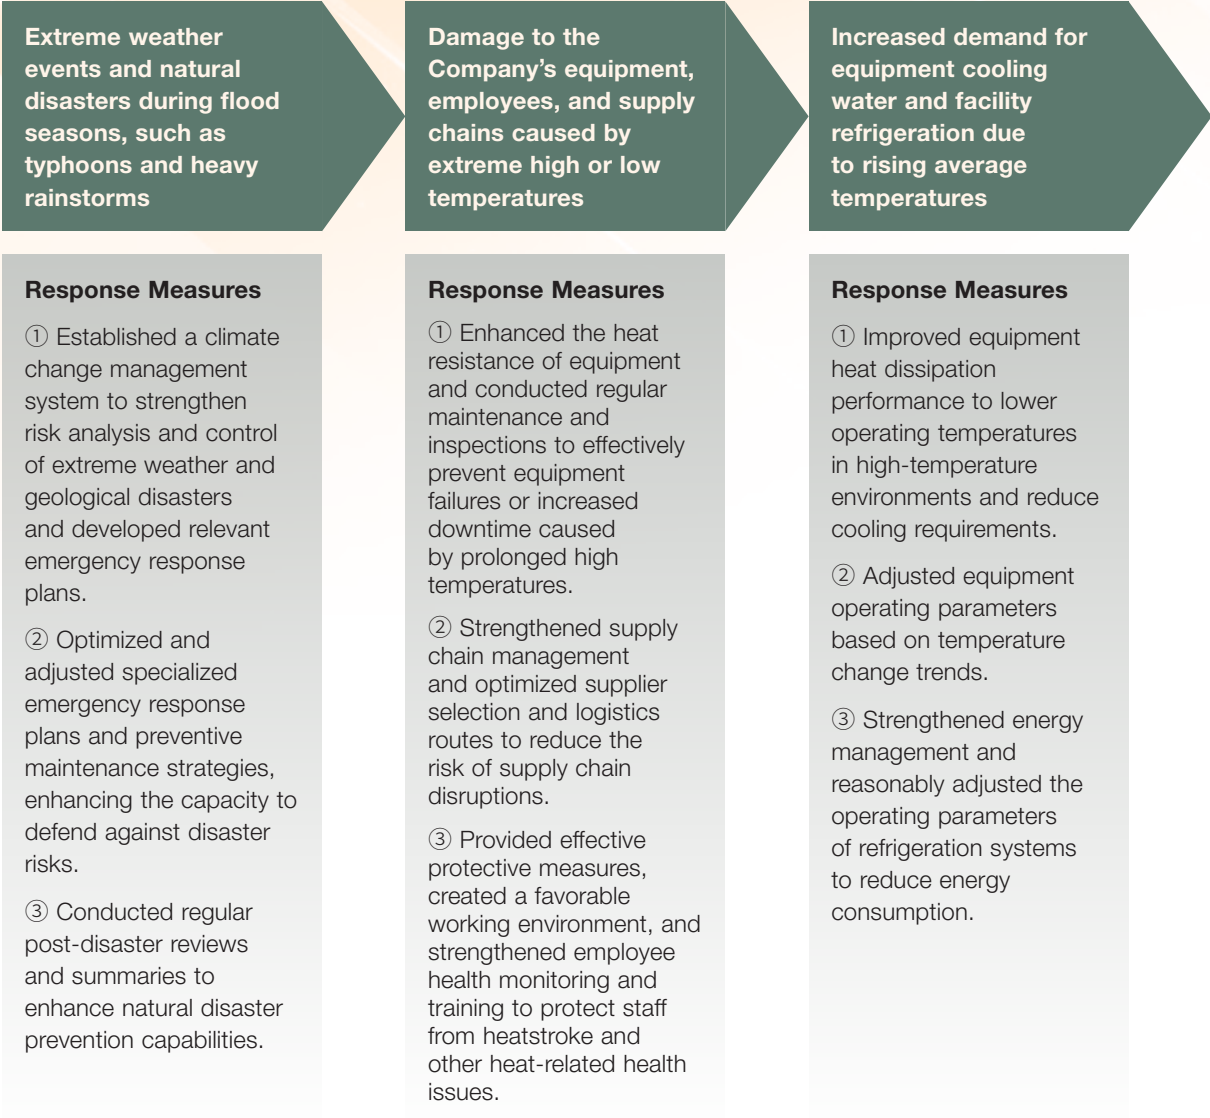 Extreme weather
events and natural
disasters during flood
seasons, such as
typhoons and heavy
rainstorms
Response Measures
① Established a climate
change management
system to strengthen
risk analysis and control
of extreme weather and
geological disasters
and developed relevant
emergency response
plans.
② Optimized and
adjusted specialized
emergency response
plans and preventive
maintenance strategies,
enhancing the capacity to
defend against disaster
risks.
③ Conducted regular
post-disaster reviews
and summaries to
enhance natural disaster
prevention capabilities.
Damage to the
Company’s equipment,
employees, and supply
chains caused by
extreme high or low
temperatures
Response Measures
① Enhanced the heat
resistance of equipment
and conducted regular
maintenance and
inspections to effectively
prevent equipment
failures or increased
downtime caused
by prolonged high
temperatures.
② Strengthened supply
chain management
and optimized supplier
selection and logistics
routes to reduce the
risk of supply chain
disruptions.
③ Provided effective
protective measures,
created a favorable
working environment, and
strengthened employee
health monitoring and
training to protect staff
from heatstroke and
other heat-related health
issues.
Increased demand for
equipment cooling
water and facility
refrigeration due
to rising average
temperatures
Response Measures
① Improved equipment
heat dissipation
performance to lower
operating temperatures
in high-temperature
environments and reduce
cooling requirements.
② Adjusted equipment
operating parameters
based on temperature
change trends.
③ Strengthened energy
management and
reasonably adjusted the
operating parameters
of refrigeration systems
to reduce energy
consumption.